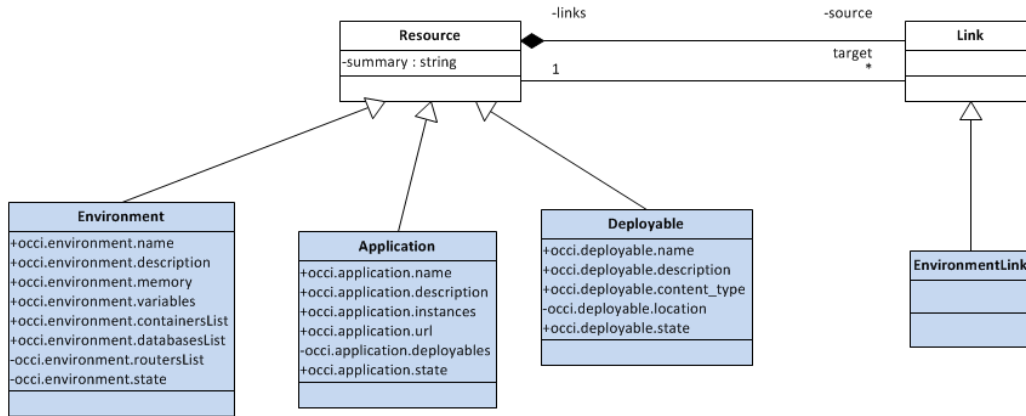 -links
-source
Resource
Link
-summary : string
target
1
*
Environment
+occi.environment.name
+occi.environment.description
+occi.environment.memory
+occi.environment.variables
+occi.environment.containersList
+occi.environment.databasesList
-occi.environment.routersList
-occi.environment.state
Application
+occi.application.name
+occi.application.description
+occi.application.instances
+occi.application.url
-occi.application.deployables
+occi.application.state
Deployable
+occi.deployable.name
+occi.deployable.description
+occi.deployable.content_type
-occi.deployable.location
+occi.deployable.state
EnvironmentLink